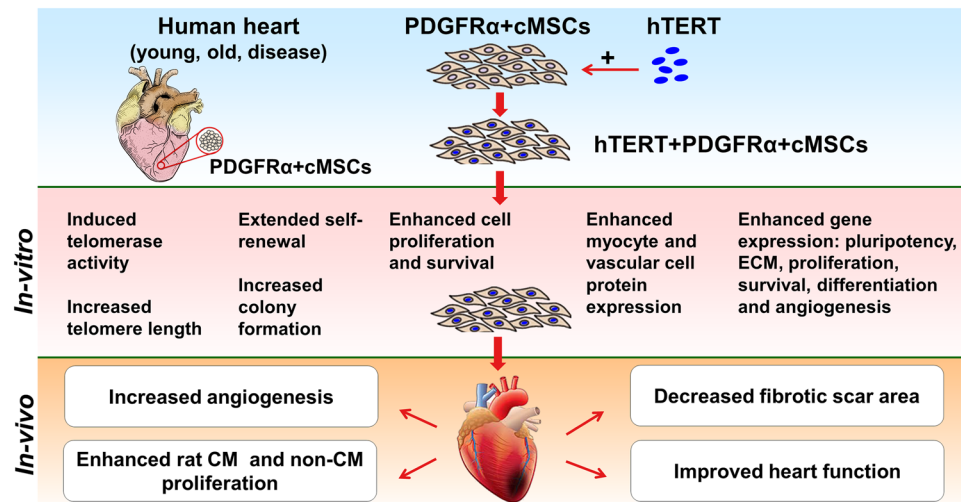 Human heart
(young, old, disease)
PDGFRα+cMSCs
PDGFRα+cMSCs
+
hTERT
hTERT+PDGFRα+cMSCs
In-vitro
Induced
telomerase
activity
Increased
telomere length
Extended self-
renewal
Increased
colony
formation
Enhanced cell
proliferation
and survival
Enhanced
myocyte and
vascular cell
protein
expression
Enhanced gene
expression: pluripotency,
ECM, proliferation,
survival, differentiation
and angiogenesis
In-vivo
Increased angiogenesis
Enhanced rat CM and non-CM
proliferation
Decreased fibrotic scar area
Improved heart function